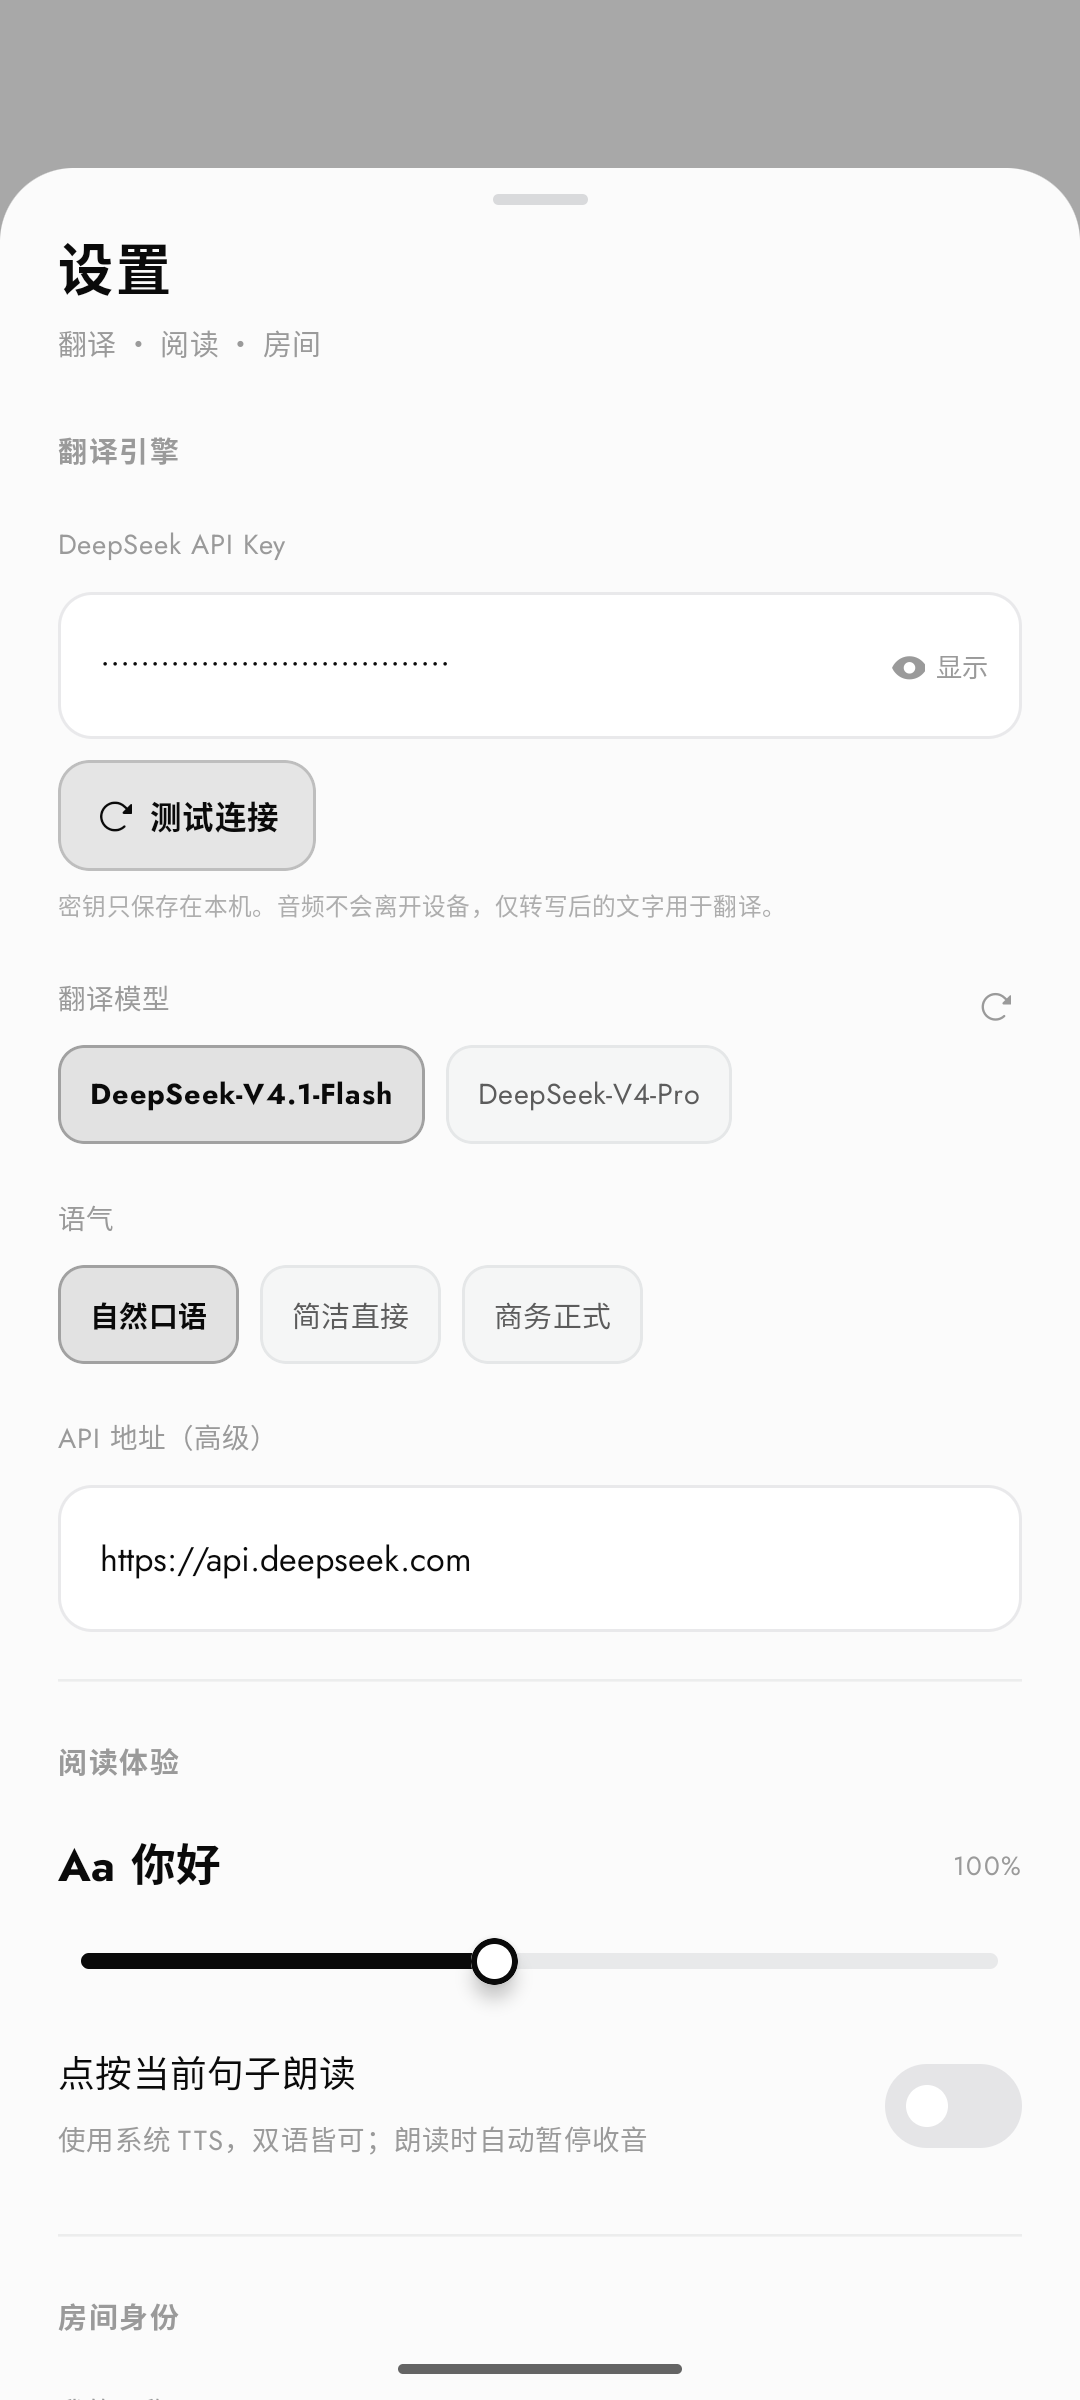 设置
翻译 · 阅读 · 房间
翻译引擎
DeepSeek API Key
··································
显示
测试连接
密钥只保存在本机。音频不会离开设备，仅转写后的文字用于翻译。
翻译模型
DeepSeek-V4.1-Flash
DeepSeek-V4-Pro
语气
自然口语
简洁直接
商务正式
API 地址（高级）
https://api.deepseek.com
阅读体验
Aa 你好
100%
点按当前句子朗读
使用系统 TTS，双语皆可；朗读时自动暂停收音
房间身份